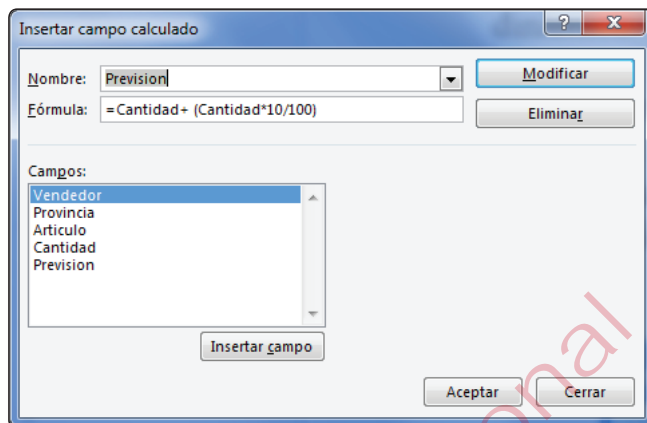 Insertar campo calculado
Nombre: Prevision Modificar
Fórmula: =Cantidad+ (Cantidad*10/100) Eliminar
Campos:
Vendedor
Provincia
Articulo
Cantidad
Prevision
Insertar campo
Aceptar Cerrar